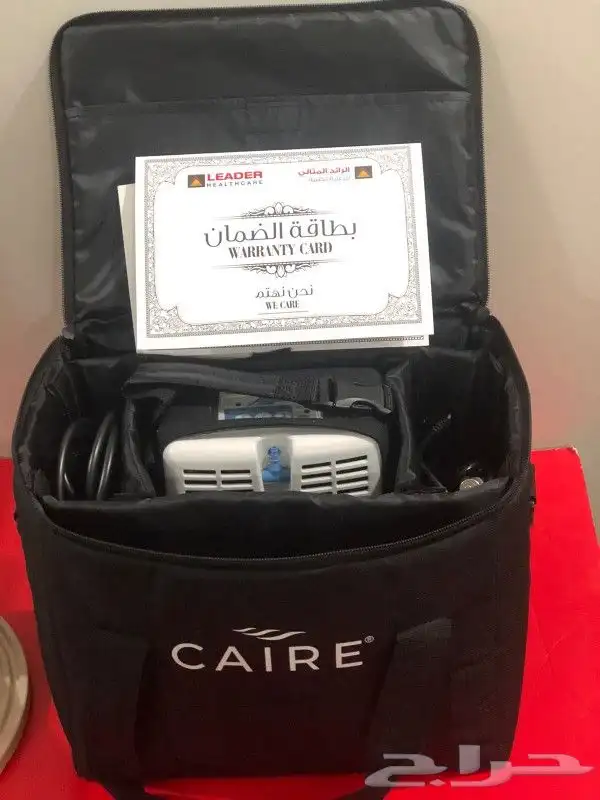 LEADER
HEALTHCARE
الرائد المثالي
بطاقة الضمان
WARRANTY CARD
نحن نهتم
WE CARE
CAIRE®
حراج